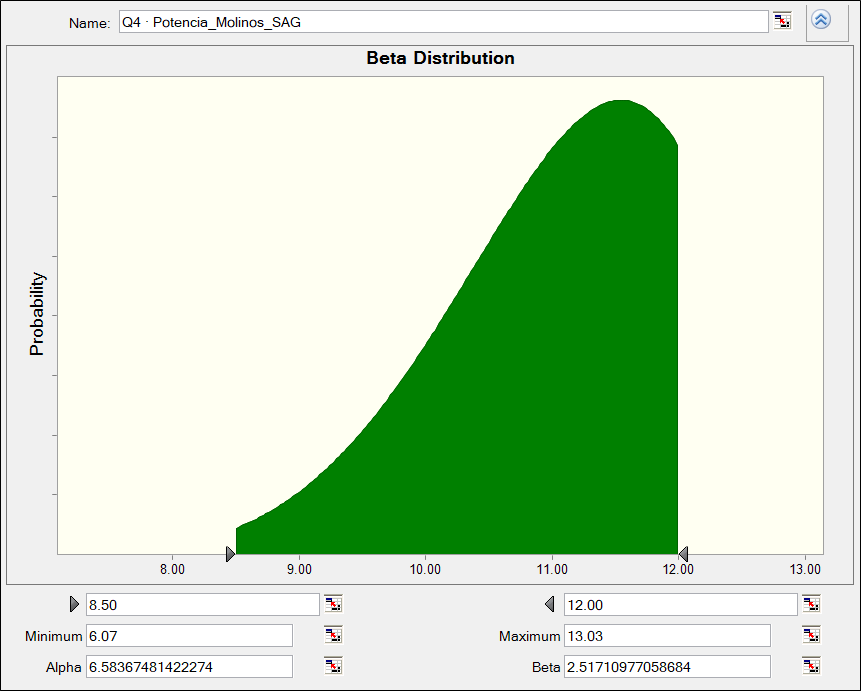 Name: Q4 · Potencia_Molinos_SAG
Beta Distribution
Probability
8.00 9.00 10.00 11.00 12.00 13.00
8.50 12.00
Minimum 6.07 Maximum 13.03
Alpha 6.58367481422274 Beta 2.51710977058684